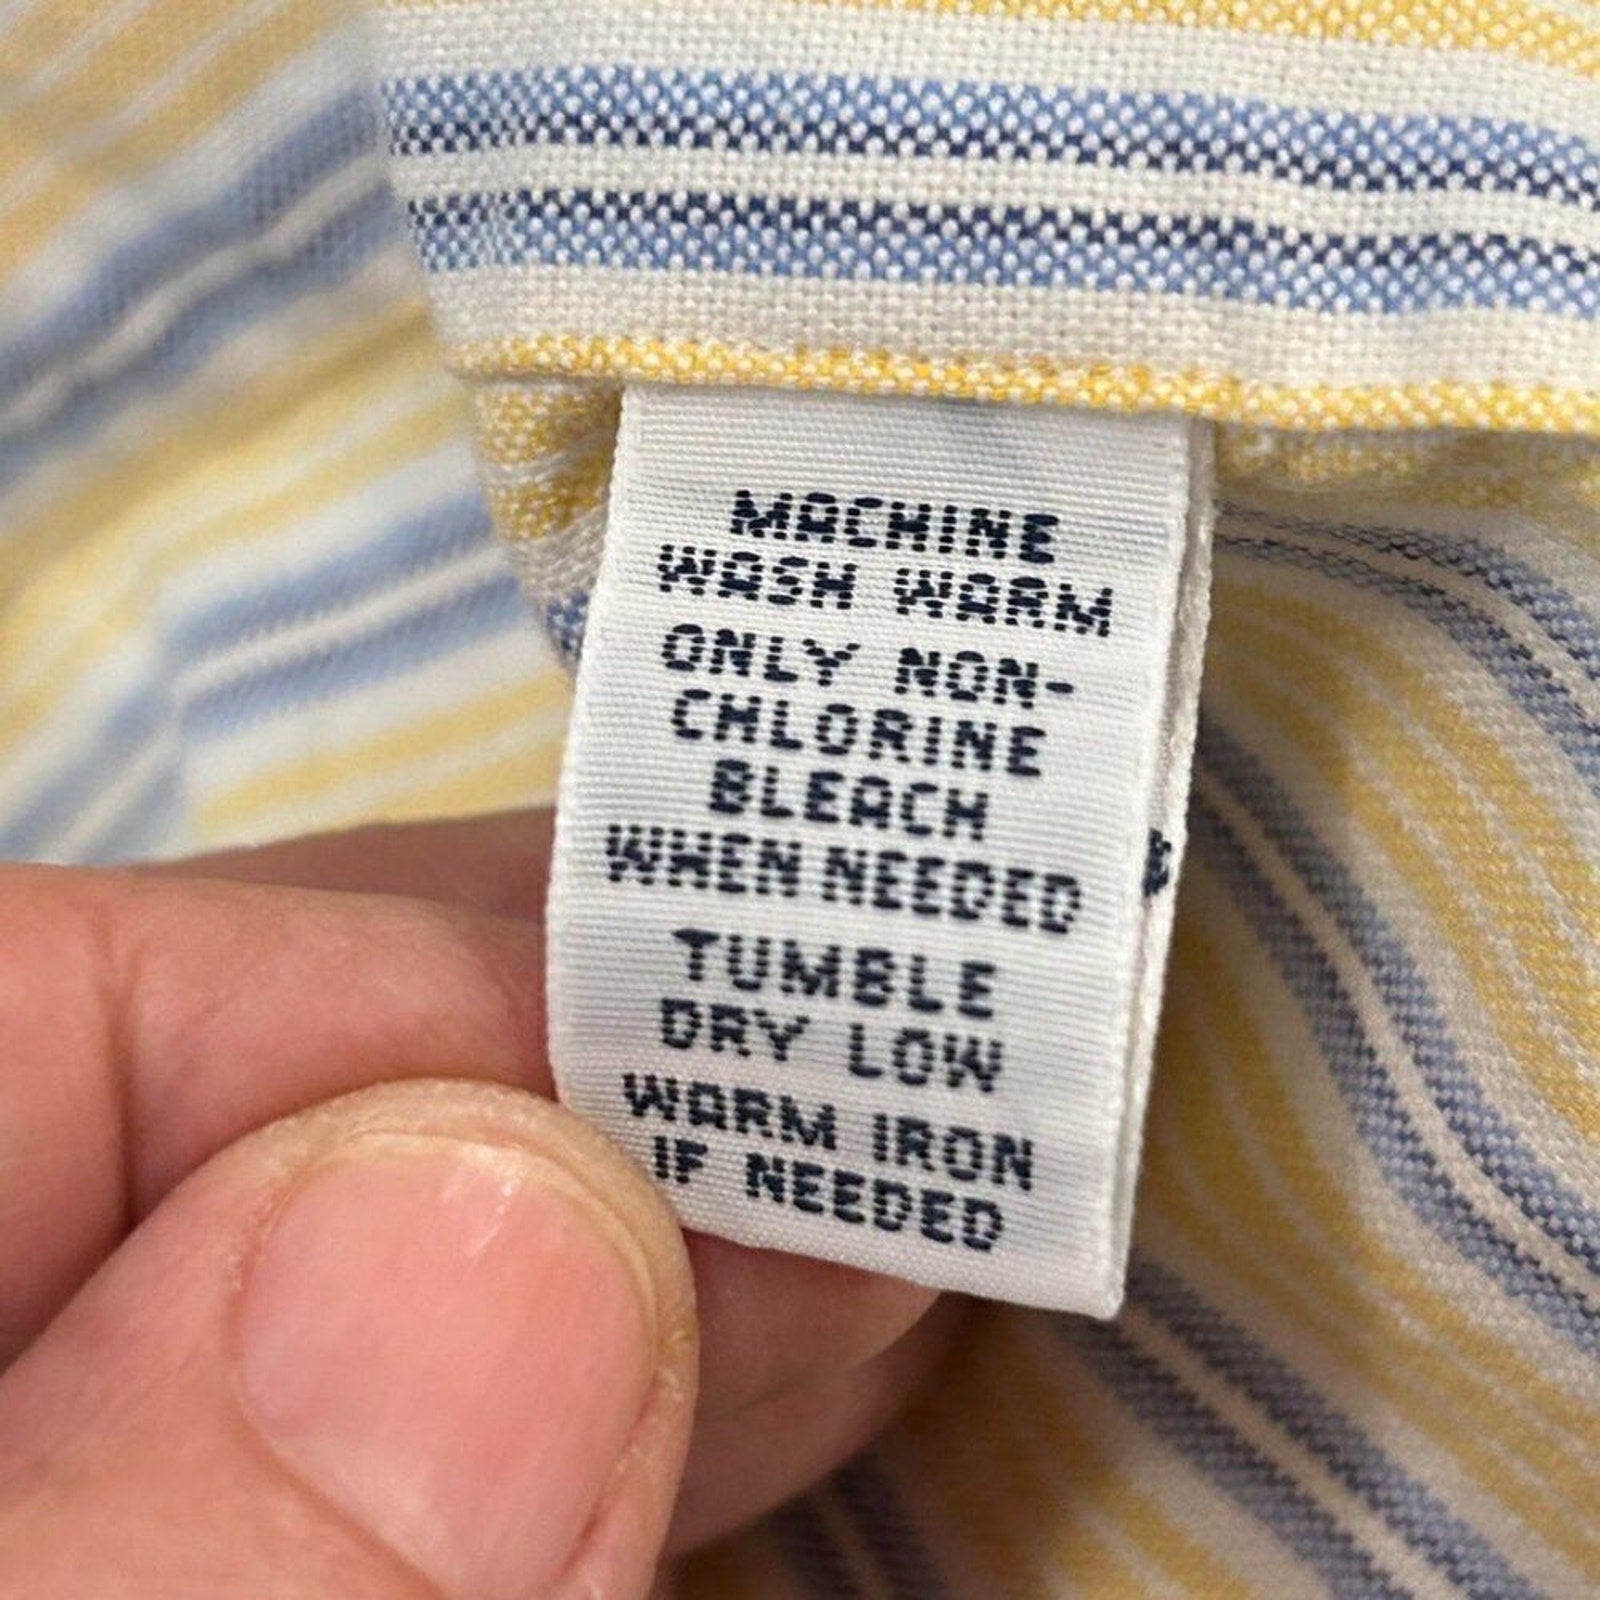 MACHINE
WASH WARM
ONLY NON-
CHLORINE
BLEACH
WHEN NEEDED
TUMBLE
DRY LOW
WARM IRON
IF NEEDED